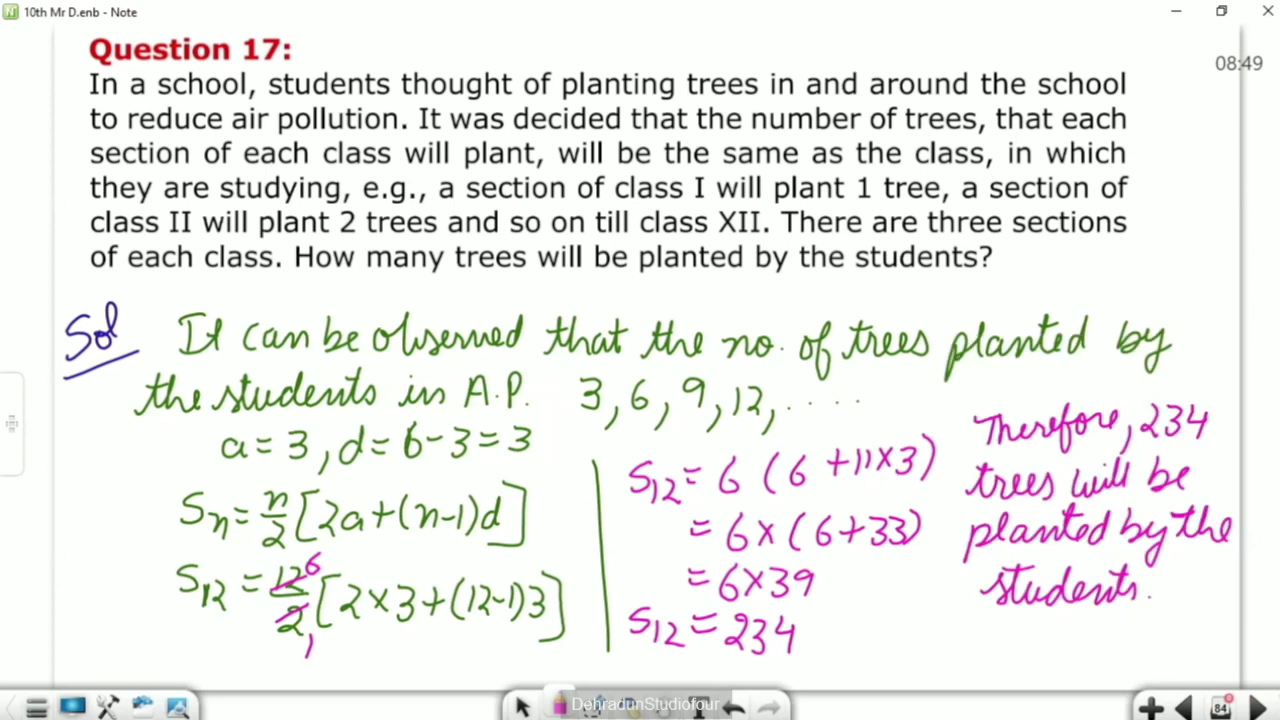 10th Mr D.enb - Note
08:49
Question 17:
In a school, students thought of planting trees in and around the school
to reduce air pollution. It was decided that the number of trees, that each
section of each class will plant, will be the same as the class, in which
they are studying, e.g., a section of class I will plant 1 tree, a section of
class II will plant 2 trees and so on till class XII. There are three sections
of each class. How many trees will be planted by the students?
Sol It can be observed that the no. of trees planted by
the students in A.P. 3, 6, 9, 12, .....
a = 3, d = 6 - 3 = 3
Sn = n/2 [2a + (n-1)d]
S12 = 12/2 6 1 [2 × 3 + (12-1)3]
S12 = 6 (6 + 11×3)
= 6 × (6 + 33)
= 6 × 39
S12 = 234
Therefore, 234
trees will be
planted by the
students.
DehradunStudiofour
84